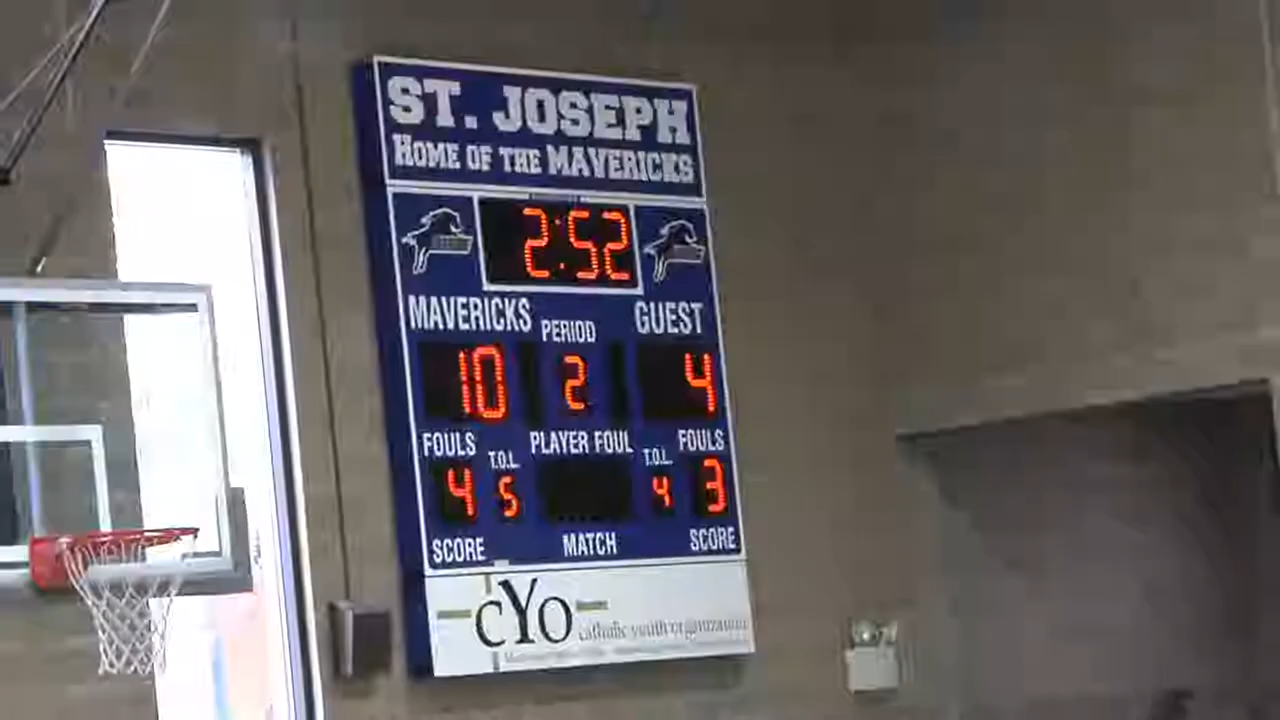 ST. JOSEPH
HOME OF THE MAVERICKS
2:52
MAVERICKS PERIOD GUEST
10 2 4
FOULS T.O.L. PLAYER FOUL T.O.L. FOULS
4 5 4 3
SCORE MATCH SCORE
CYO catholic youth organization